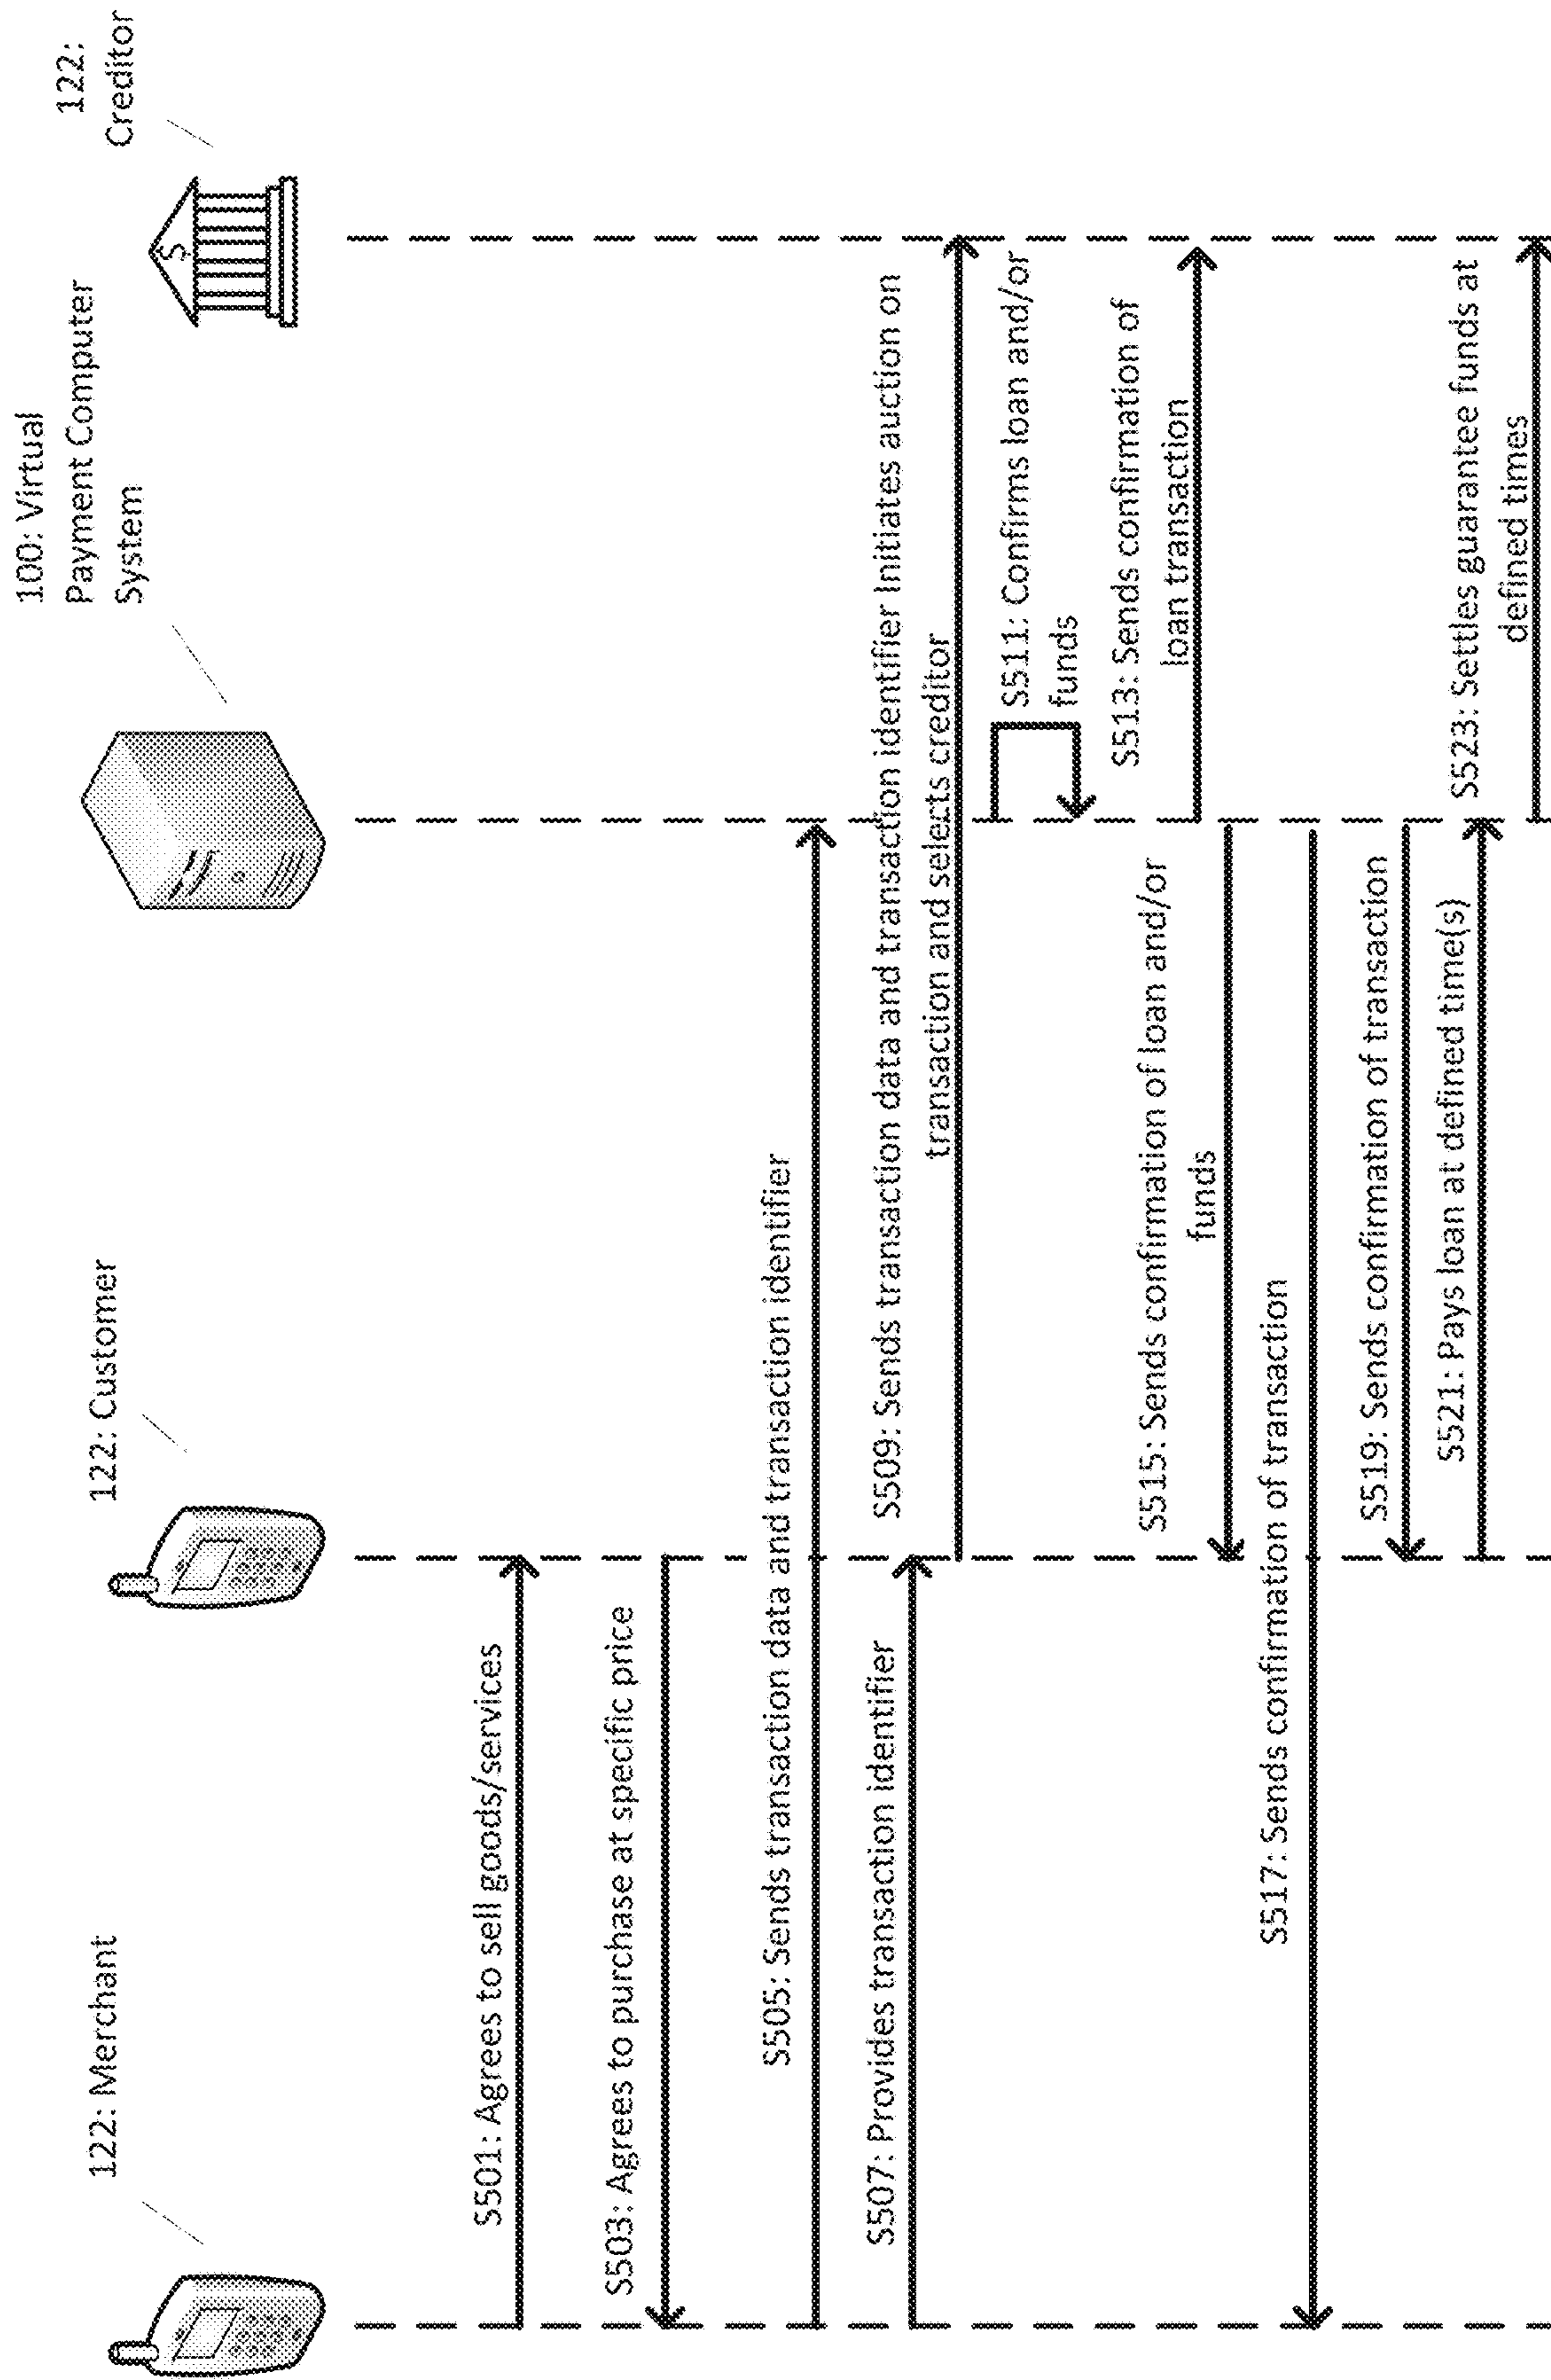 122: Merchant
122: Customer
100: Virtual
Payment Computer
System
122:
Creditor
$
S501: Agrees to sell goods/services
S503: Agrees to purchase at specific price
S505: Sends transaction data and transaction identifier
S507: Provides transaction identifier
S509: Sends transaction data and transaction identifier Initiates auction on
transaction and selects creditor
S511: Confirms loan and/or
funds
S513: Sends confirmation of
loan transaction
S515: Sends confirmation of loan and/or
funds
S517: Sends confirmation of transaction
S519: Sends confirmation of transaction
S521: Pays loan at defined time(s)
S523: Settles guarantee funds at
defined times